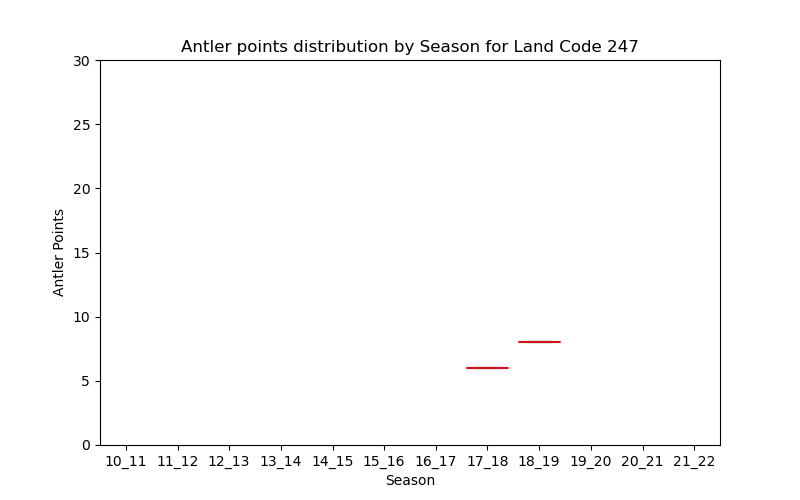 Antler points distribution by Season for Land Code 247
30
25
20
15
10
5
0
Antler Points
10_11 11_12 12_13 13_14 14_15 15_16 16_17 17_18 18_19 19_20 20_21 21_22
Season